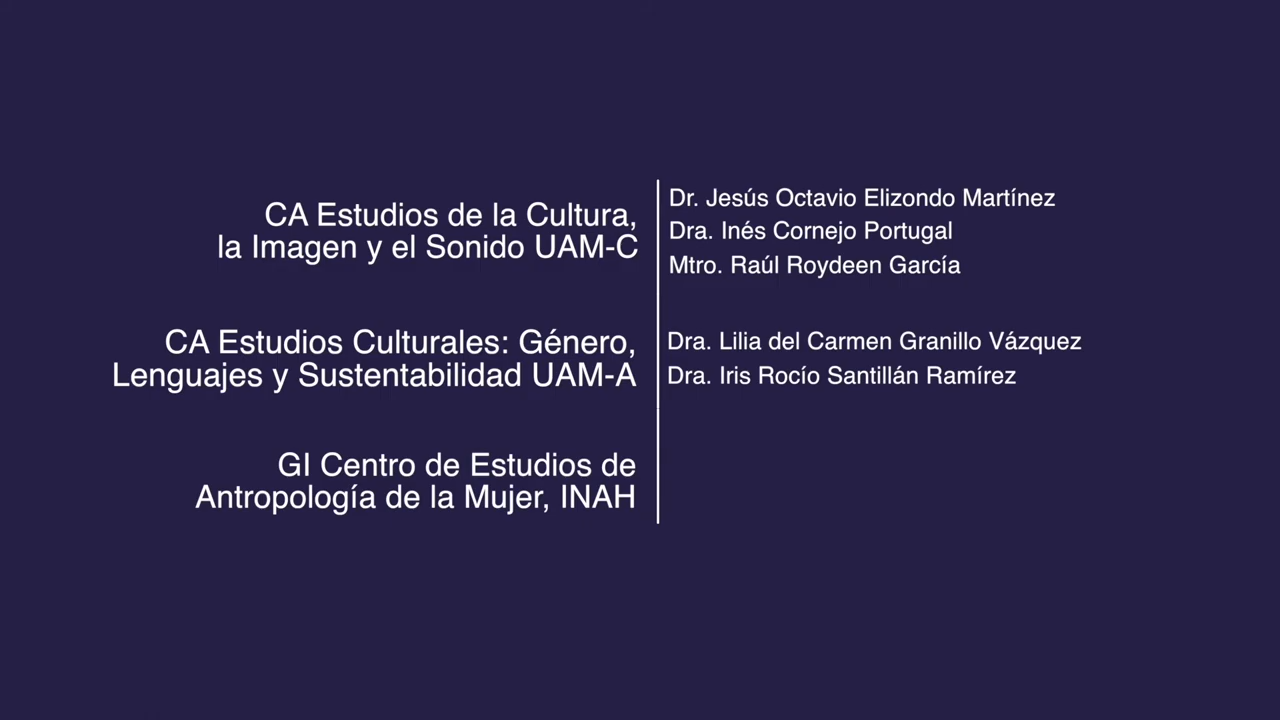 CA Estudios de la Cultura,
la Imagen y el Sonido UAM-C
Dr. Jesús Octavio Elizondo Martínez
Dra. Inés Cornejo Portugal
Mtro. Raúl Roydeen García
CA Estudios Culturales: Género,
Lenguajes y Sustentabilidad UAM-A
Dra. Lilia del Carmen Granillo Vázquez
Dra. Iris Rocío Santillán Ramírez
GI Centro de Estudios de
Antropología de la Mujer, INAH